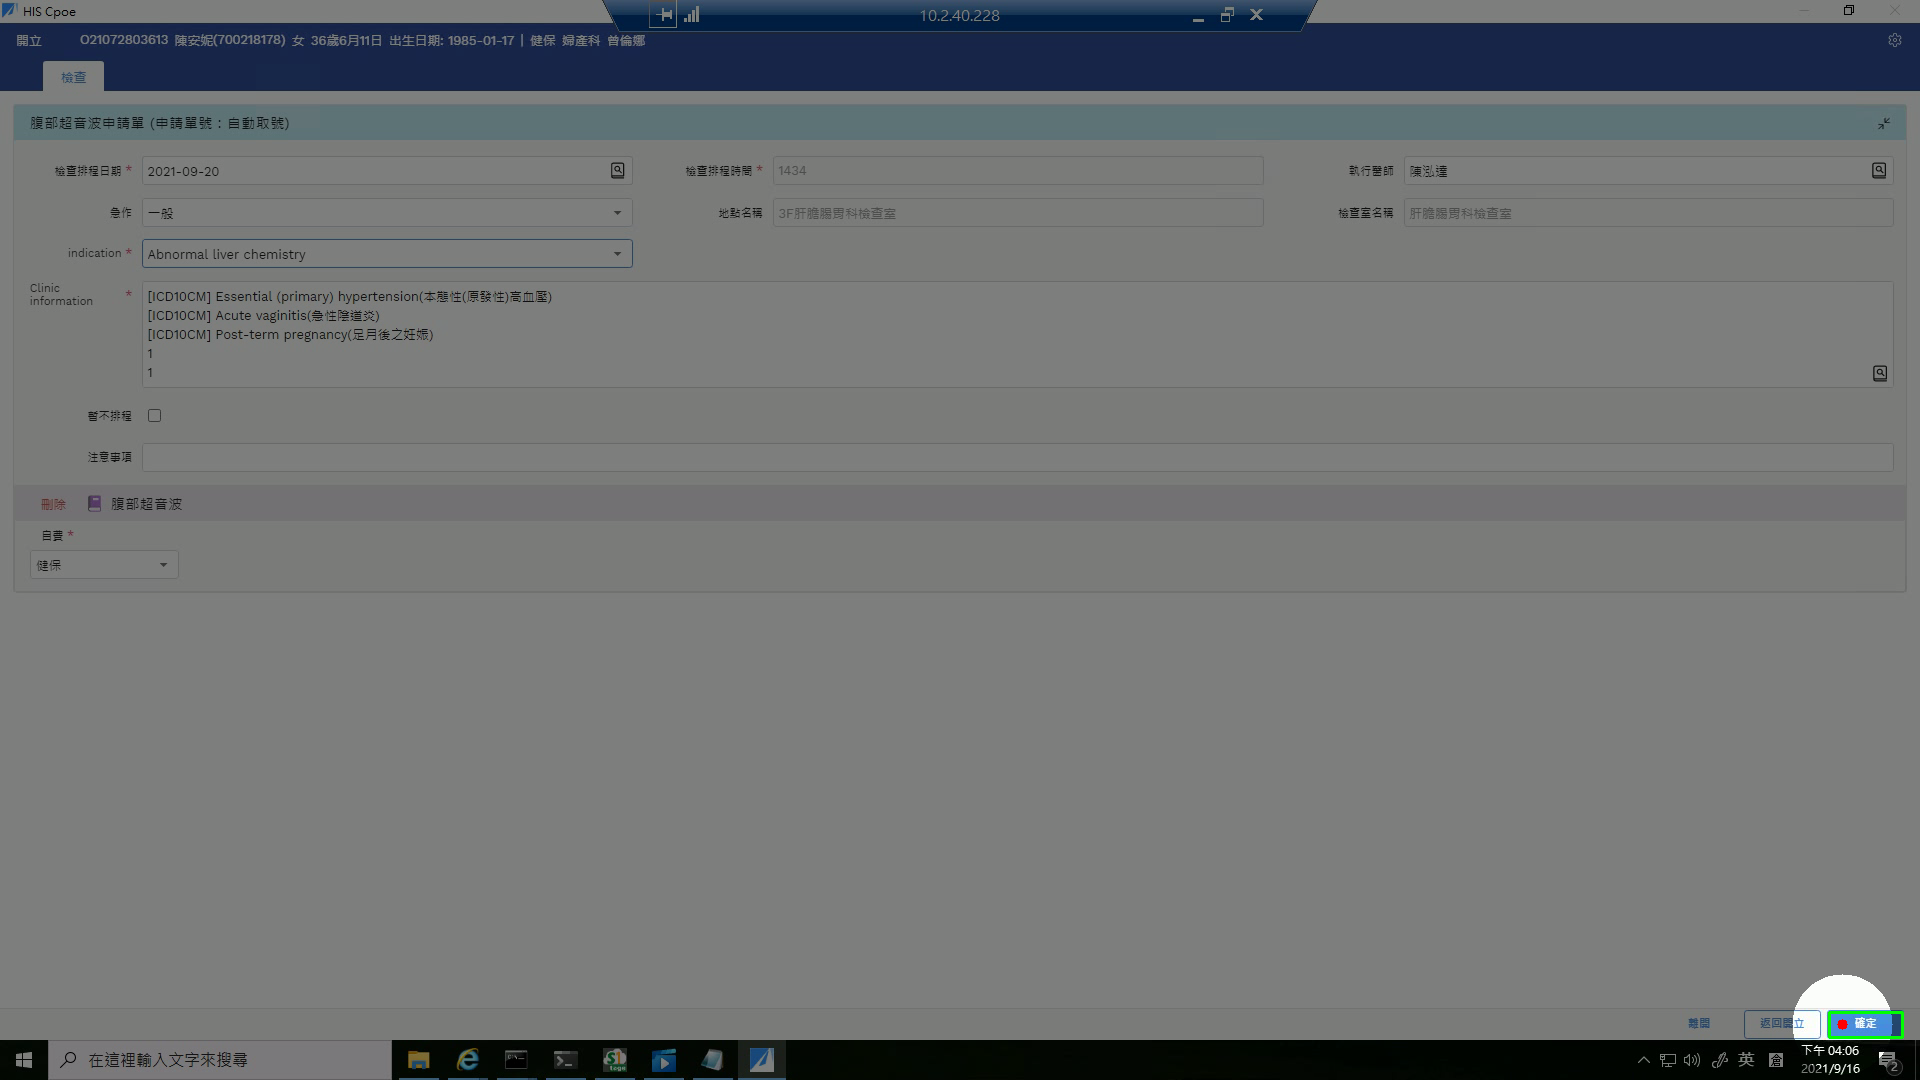 HIS Cpoe
10.2.40.228
開立 O21072803613 陳安妮(700218178) 女 36歲6月11日 出生日期: 1985-01-17 | 健保 婦產科 曾倫娜
檢查
腹部超音波申請單 (申請單號：自動取號)
檢查排程日期 * 2021-09-20 檢查排程時間 * 1434 執行醫師 陳泓達
急作 一般 地點名稱 3F肝膽腸胃科檢查室 檢查室名稱 肝膽腸胃科檢查室
indication * Abnormal liver chemistry
Clinic information *
[ICD10CM] Essential (primary) hypertension(本態性(原發性)高血壓)
[ICD10CM] Acute vaginitis(急性陰道炎)
[ICD10CM] Post-term pregnancy(足月後之妊娠)
1
1
暫不排程
注意事項
刪除 腹部超音波
自費 *
健保
離開 返回開立 確定
在這裡輸入文字來搜尋
S1
英
下午 04:06
2021/9/16
2